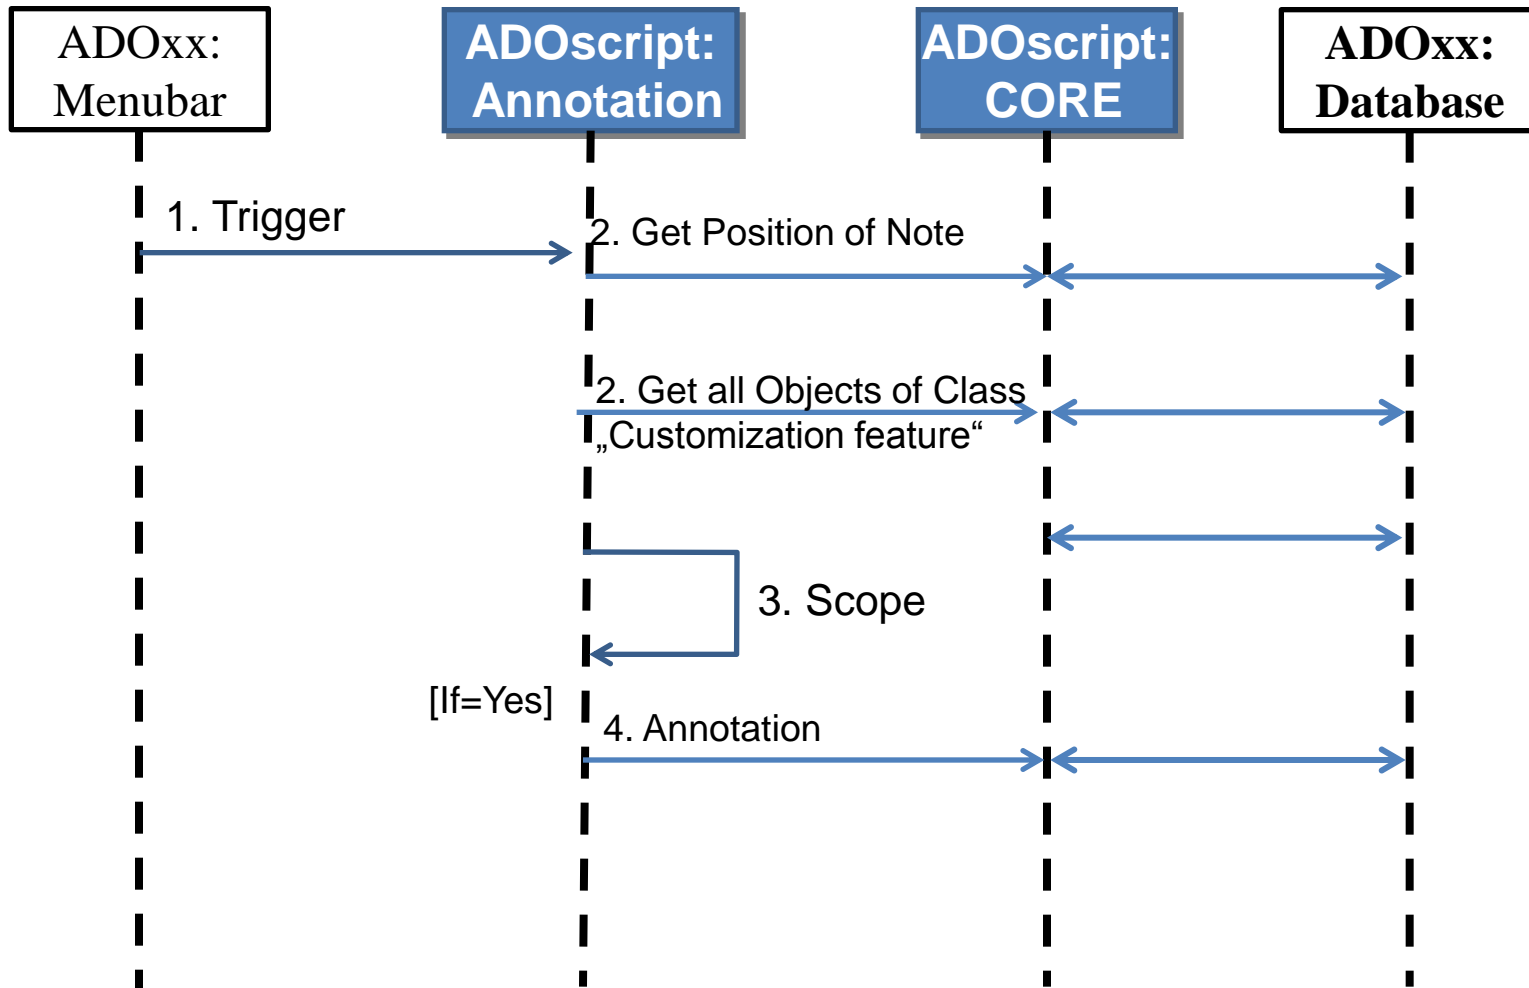 ADOxx:
Menubar
ADOscript:
Annotation
ADOscript:
CORE
ADOxx:
Database
1. Trigger
2. Get Position of Note
2. Get all Objects of Class
„Customization feature“
3. Scope
[If=Yes]
4. Annotation